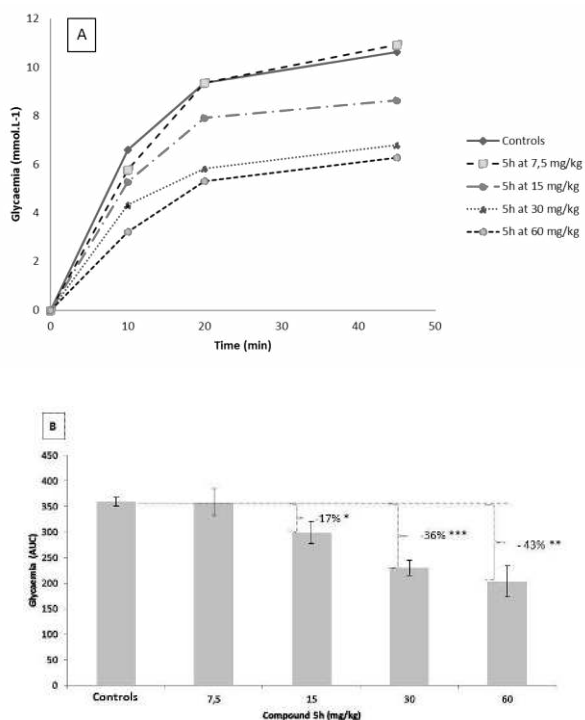 A
12
10
8
6
4
2
0
Glycaemia (mmol.L-1)
0 10 20 30 40 50
Time (min)
Controls
5h at 7,5 mg/kg
5h at 15 mg/kg
5h at 30 mg/kg
5h at 60 mg/kg
B
450
400
350
300
250
200
150
100
50
0
Glycaemia (AUC)
-17% *
-36% ***
- 43% **
Controls 7,5 15 30 60
Compound 5h (mg/kg)